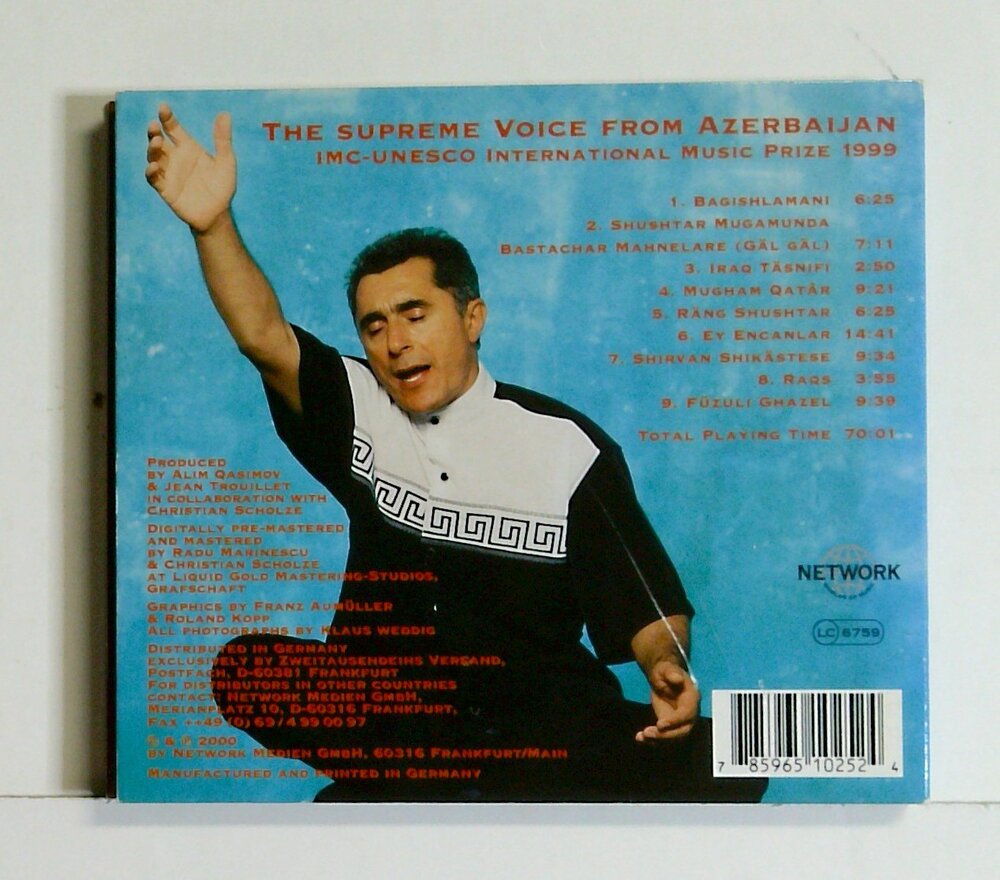 THE SUPREME VOICE FROM AZERBAIJAN
IMC-UNESCO INTERNATIONAL MUSIC PRIZE 1999
1. BAGISHLAMANI 6:25
2. SHUSHTAR MUGAMUNDA
BASTACHAR MAHNELARE (GÄL GÄL) 7:11
3. IRAQ TÄSNIFI 2:50
4. MUGHAM QATÂR 9:21
5. RÄNG SHUSHTAR 6:25
6. EY ENCANLAR 14:41
7. SHIRVAN SHIKÄSTESE 9:34
8. RAQS 3:55
9. FÜZULI GHAZEL 9:39
TOTAL PLAYING TIME 70:01
PRODUCED
BY ALIM QASIMOV
& JEAN TROUILLET
IN COLLABORATION WITH
CHRISTIAN SCHOLZE
DIGITALLY PRE-MASTERED
AND MASTERED
BY RADU MARINESCU
& CHRISTIAN SCHOLZE
AT LIQUID GOLD MASTERING-STUDIOS,
GRAFSCHAFT
GRAPHICS BY FRANZ AUMÜLLER
& ROLAND KOPP
ALL PHOTOGRAPHS BY KLAUS WEDDIG
DISTRIBUTED IN GERMANY
EXCLUSIVELY BY ZWEITAUSENDEINS VERSAND,
POSTFACH, D-60381 FRANKFURT
FOR DISTRIBUTORS IN OTHER COUNTRIES
CONTACT: NETWORK MEDIEN GMBH,
MERIANPLATZ 10, D-60316 FRANKFURT,
FAX ++49 (0) 69/4 99 00 97
© & ℗ 2000
BY NETWORK MEDIEN GMBH, 60316 FRANKFURT/MAIN
MANUFACTURED AND PRINTED IN GERMANY
NETWORK
LC 6759
7 85965 10252 4